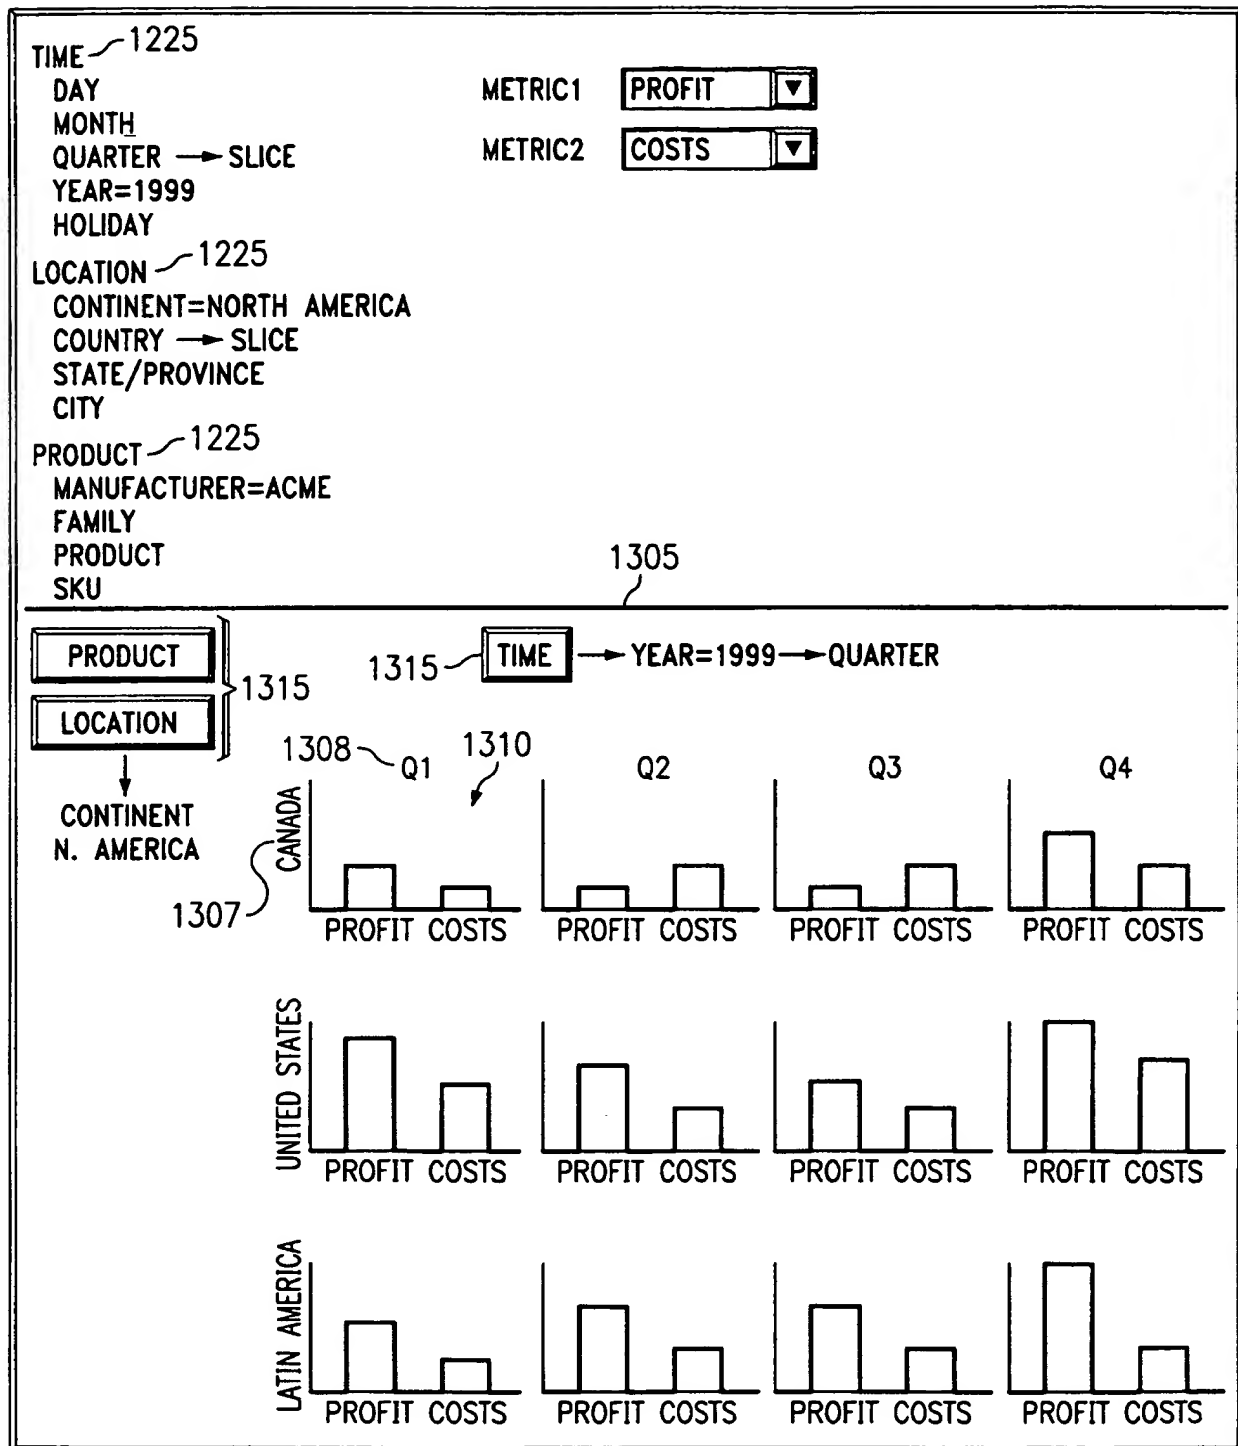 TIME 1225
DAY
MONTH
QUARTER → SLICE
YEAR=1999
HOLIDAY
METRIC1 PROFIT ▼
METRIC2 COSTS ▼
LOCATION 1225
CONTINENT=NORTH AMERICA
COUNTRY → SLICE
STATE/PROVINCE
CITY
PRODUCT 1225
MANUFACTURER=ACME
FAMILY
PRODUCT
SKU
1305
PRODUCT
LOCATION
1315
CONTINENT
N. AMERICA
1315 TIME → YEAR=1999 → QUARTER
1308 Q1 1310 Q2 Q3 Q4
CANADA
1307
PROFIT COSTS PROFIT COSTS PROFIT COSTS PROFIT COSTS
UNITED STATES
PROFIT COSTS PROFIT COSTS PROFIT COSTS PROFIT COSTS
LATIN AMERICA
PROFIT COSTS PROFIT COSTS PROFIT COSTS PROFIT COSTS